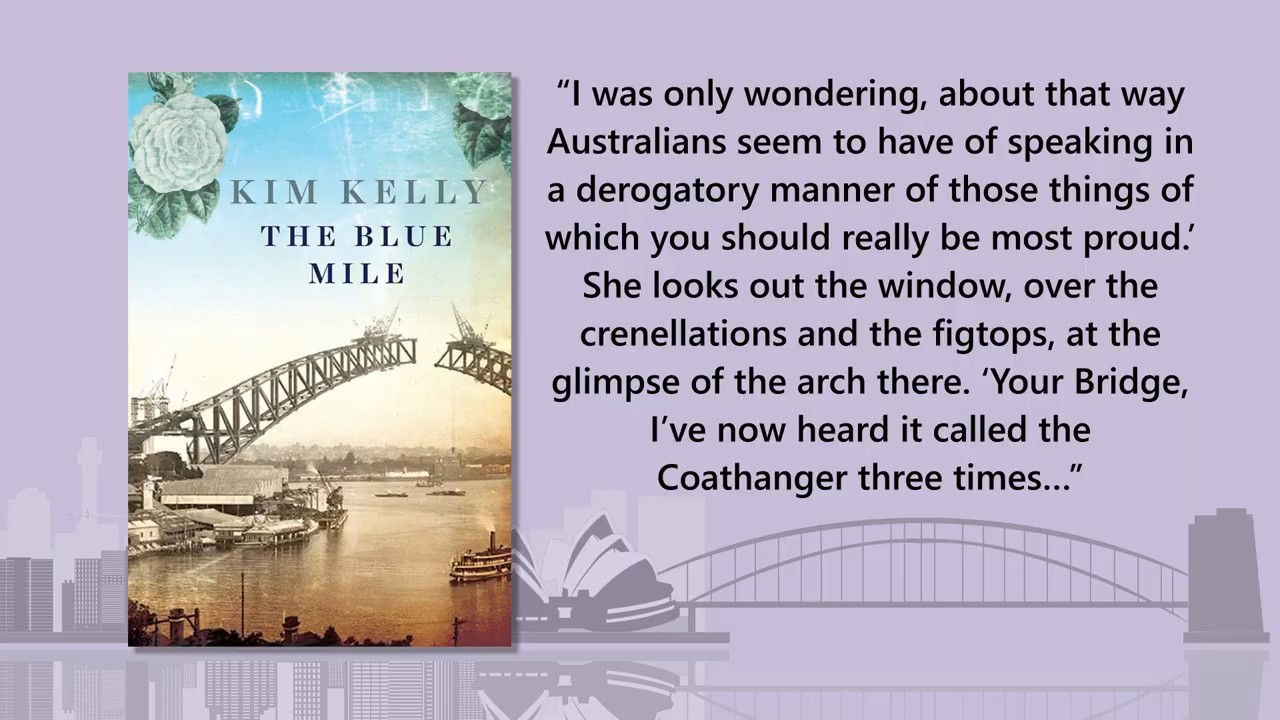 KIM KELLY
THE BLUE
MILE
“I was only wondering, about that way
Australians seem to have of speaking in
a derogatory manner of those things of
which you should really be most proud.’
She looks out the window, over the
crenellations and the figtops, at the
glimpse of the arch there. ‘Your Bridge,
I’ve now heard it called the
Coathanger three times...”